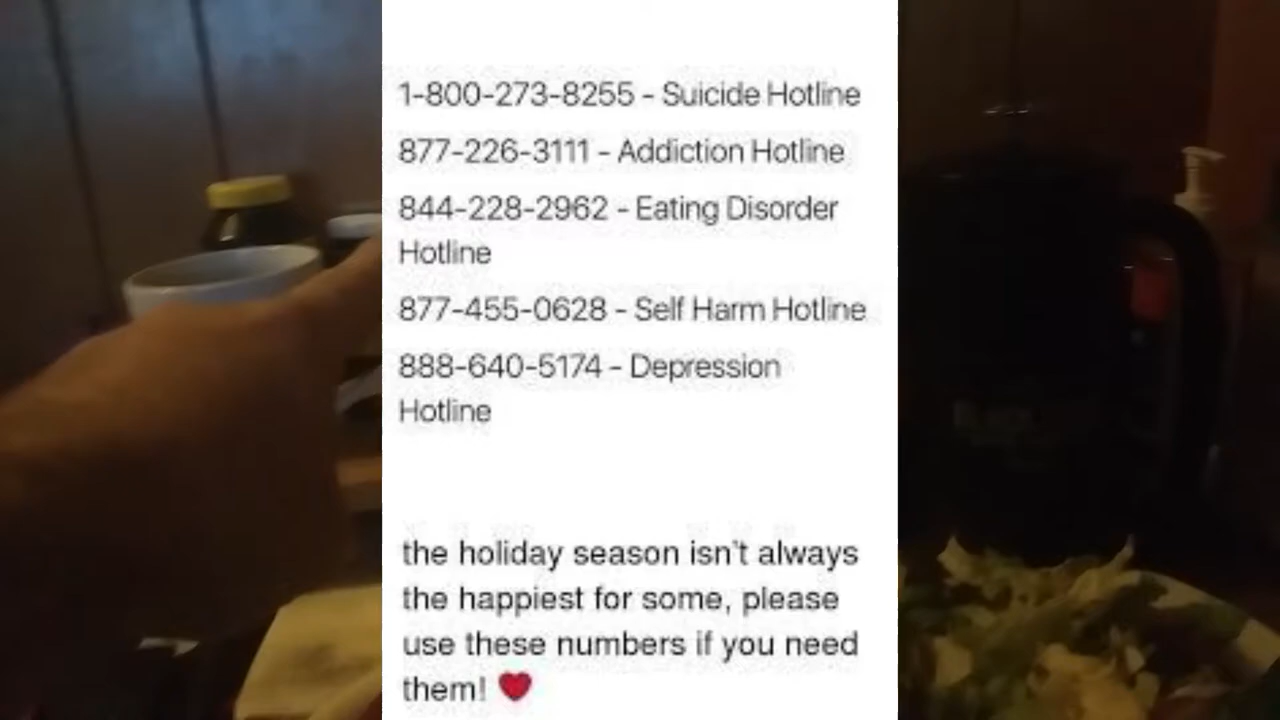 1-800-273-8255 - Suicide Hotline
877-226-3111 - Addiction Hotline
844-228-2962 - Eating Disorder
Hotline
877-455-0628 - Self Harm Hotline
888-640-5174 - Depression
Hotline
the holiday season isn't always
the happiest for some, please
use these numbers if you need
them! ❤️